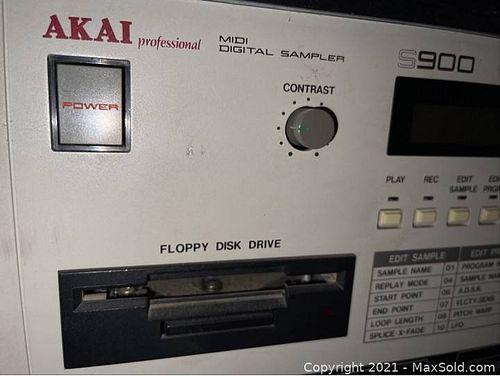 AKAI professional
MIDI
DIGITAL SAMPLER
S900
POWER
CONTRAST
PLAY REC EDIT SAMPLE
FLOPPY DISK DRIVE
EDIT SAMPLE
SAMPLE NAME 01 PROGRAM
REPLAY MODE 04 SAMPLE
START POINT 06 A.D.S.R.
END POINT 07 VLCTY.SENS
LOOP LENGTH 08 PITCH WARP
SPLICE X-FADE 10 LFO
Copyright © 2021 - MaxSold.com